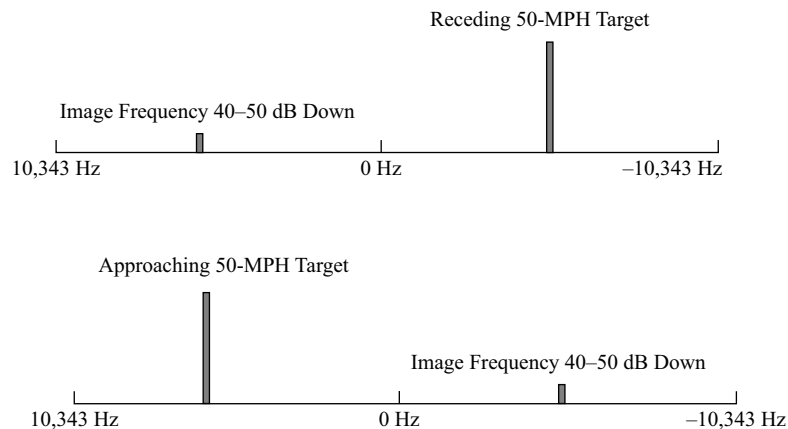 Receding 50-MPH Target
Image Frequency 40–50 dB Down
10,343 Hz
0 Hz
–10,343 Hz
Approaching 50-MPH Target
Image Frequency 40–50 dB Down
10,343 Hz
0 Hz
–10,343 Hz